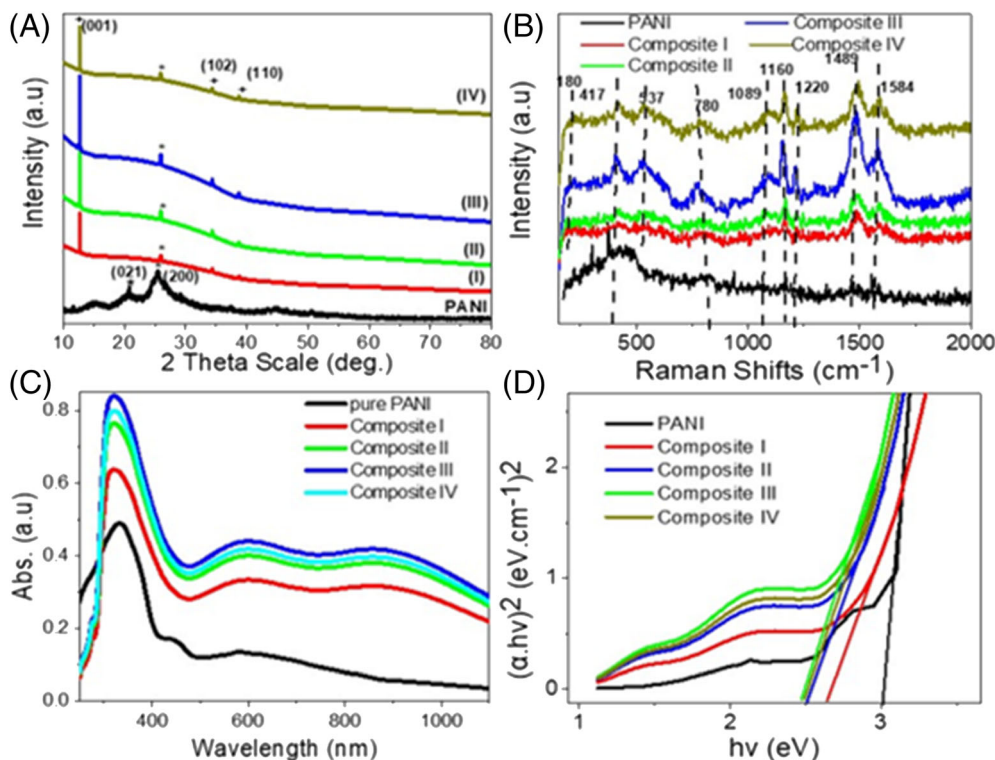 (A)
+
(001)
*
(102)
+
+
(110)
(IV)
*
(III)
*
(II)
*
(I)
(021)
*
(200)
PANI
Intensity (a.u)
10 20 30 40 50 60 70 80
2 Theta Scale (deg.)
(B)
PANI
Composite I
Composite II
Composite III
Composite IV
180
417
537
780
1089
1160
1220
1489
1584
Intensity (a.u)
500 1000 1500 2000
Raman Shifts (cm-1)
(C)
pure PANI
Composite I
Composite II
Composite III
Composite IV
0.8
0.6
0.4
0.2
0.0
Abs. (a.u)
400 600 800 1000
Wavelength (nm)
(D)
PANI
Composite I
Composite II
Composite III
Composite IV
2
1
0
(α.hν)2 (eV.cm-1)2
1 2 3
hν (eV)